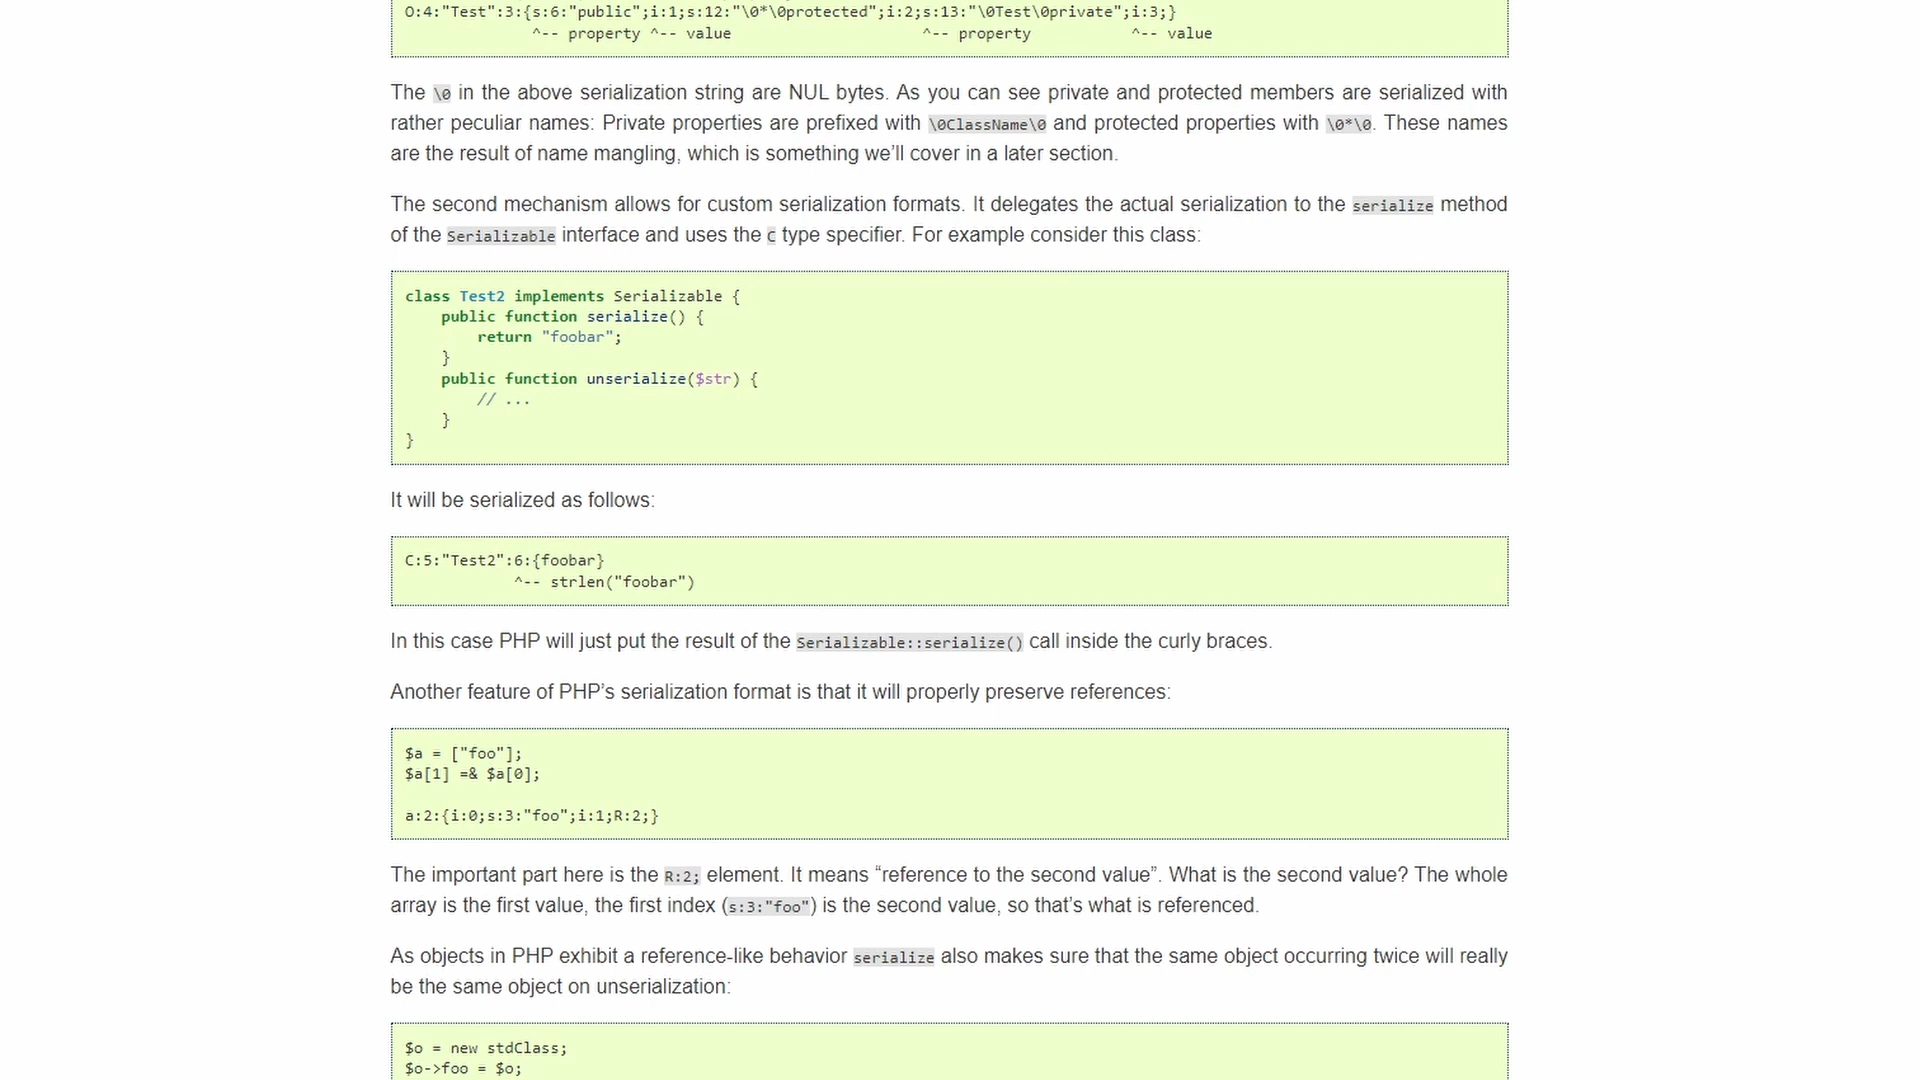 O:4:"Test":3:{s:6:"public";i:1;s:12:"\0*\0protected";i:2;s:13:"\0Test\0private";i:3;}
^-- property ^-- value ^-- property ^-- value
The \0 in the above serialization string are NUL bytes. As you can see private and protected members are serialized with
rather peculiar names: Private properties are prefixed with \0ClassName\0 and protected properties with \0*\0. These names
are the result of name mangling, which is something we’ll cover in a later section.
The second mechanism allows for custom serialization formats. It delegates the actual serialization to the serialize method
of the Serializable interface and uses the C type specifier. For example consider this class:
class Test2 implements Serializable {
    public function serialize() {
        return "foobar";
    }
    public function unserialize($str) {
        // ...
    }
}
It will be serialized as follows:
C:5:"Test2":6:{foobar}
            ^-- strlen("foobar")
In this case PHP will just put the result of the Serializable::serialize() call inside the curly braces.
Another feature of PHP’s serialization format is that it will properly preserve references:
$a = ["foo"];
$a[1] =& $a[0];
a:2:{i:0;s:3:"foo";i:1;R:2;}
The important part here is the R:2; element. It means “reference to the second value”. What is the second value? The whole
array is the first value, the first index (s:3:"foo") is the second value, so that’s what is referenced.
As objects in PHP exhibit a reference-like behavior serialize also makes sure that the same object occurring twice will really
be the same object on unserialization:
$o = new stdClass;
$o->foo = $o;